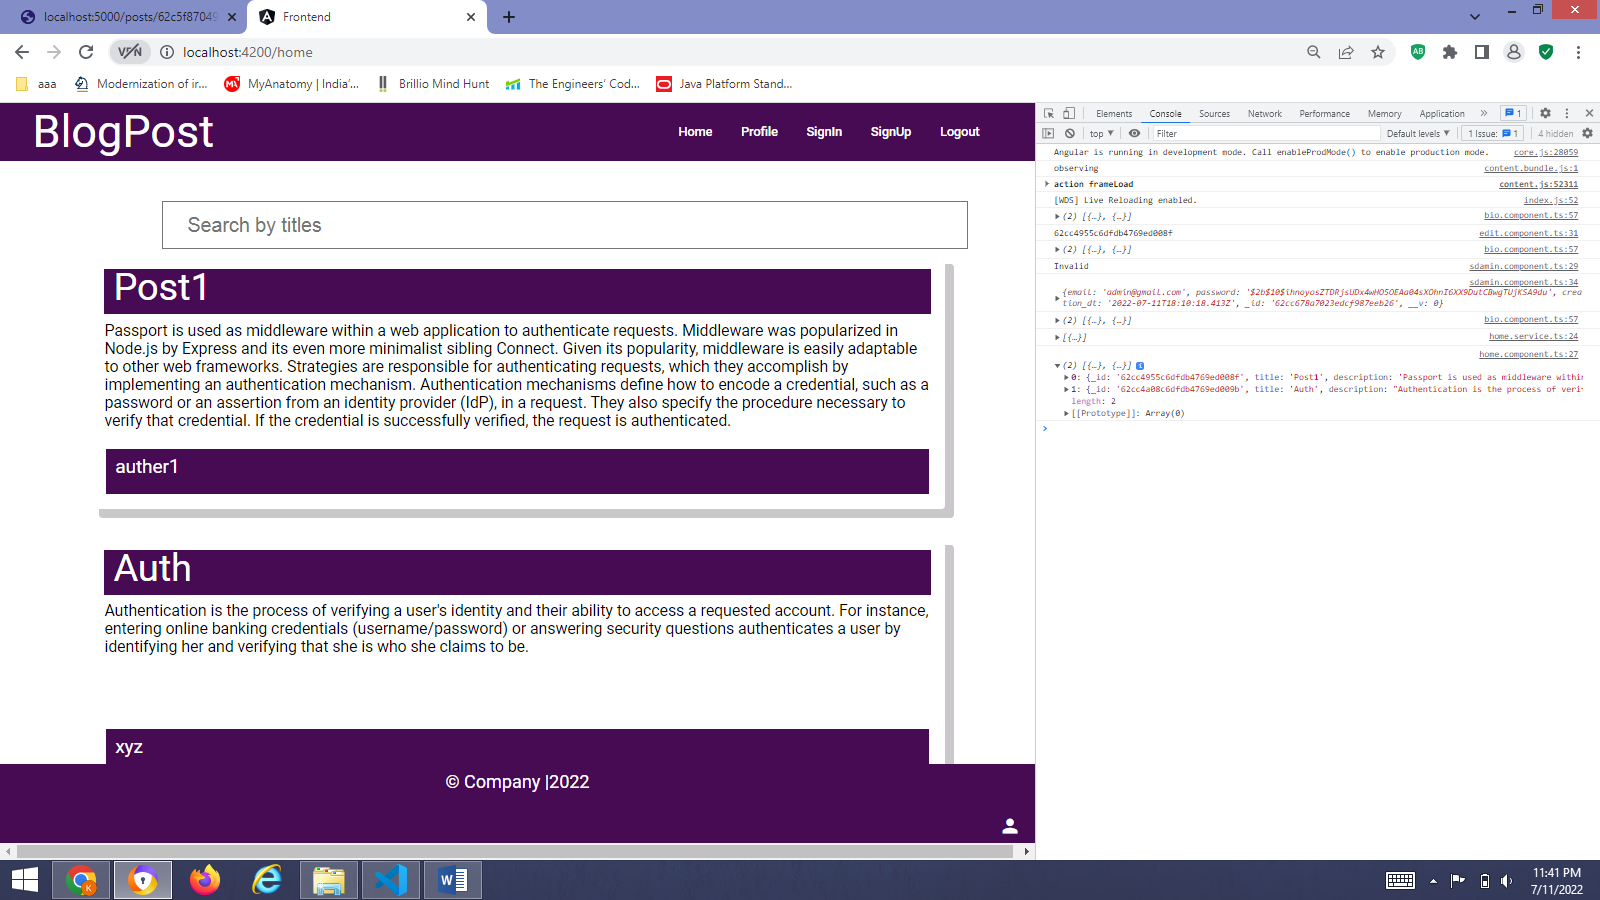 localhost:5000/posts/62c5f87049
Frontend
VPN
localhost:4200/home
AB
aaa
Modernization of ir...
MyAnatomy | India'...
Brillio Mind Hunt
The Engineers' Cod...
Java Platform Stand...
BlogPost
Home
Profile
SignIn
SignUp
Logout
Search by titles
Post1
Passport is used as middleware within a web application to authenticate requests. Middleware was popularized in
Node.js by Express and its even more minimalist sibling Connect. Given its popularity, middleware is easily adaptable
to other web frameworks. Strategies are responsible for authenticating requests, which they accomplish by
implementing an authentication mechanism. Authentication mechanisms define how to encode a credential, such as a
password or an assertion from an identity provider (IdP), in a request. They also specify the procedure necessary to
verify that credential. If the credential is successfully verified, the request is authenticated.
auther1
Auth
Authentication is the process of verifying a user's identity and their ability to access a requested account. For instance,
entering online banking credentials (username/password) or answering security questions authenticates a user by
identifying her and verifying that she is who she claims to be.
xyz
© Company |2022
Elements Console Sources Network Performance Memory Application » 1
top Filter Default levels 1 Issue: 1 4 hidden
Angular is running in development mode. Call enableProdMode() to enable production mode. core.js:28059
observing content.bundle.js:1
action frameLoad content.js:52311
[WDS] Live Reloading enabled. index.js:52
(2) [{…}, {…}] bio.component.ts:57
62cc4955c6dfdb4769ed008f edit.component.ts:31
(2) [{…}, {…}] bio.component.ts:57
Invalid sdamin.component.ts:29
sdamin.component.ts:34
{email: 'admin@gmail.com', password:
tion_dt: '2022-07-11T18:10:18.413Z', _id: '62cc678a7023edcf987eeb26', __v: 0}
(2) [{…}, {…}] bio.component.ts:57
[{…}] home.service.ts:24
home.component.ts:27
(2) [{…}, {…}]
0: {_id: '62cc4955c6dfdb4769ed008f', title: 'Post1', description: 'Passport is used as middleware withir
1: {_id: '62cc4a08c6dfdb4769ed009b', title: 'Auth', description: "Authentication is the process of verif
length: 2
[[Prototype]]: Array(0)
11:41 PM
7/11/2022